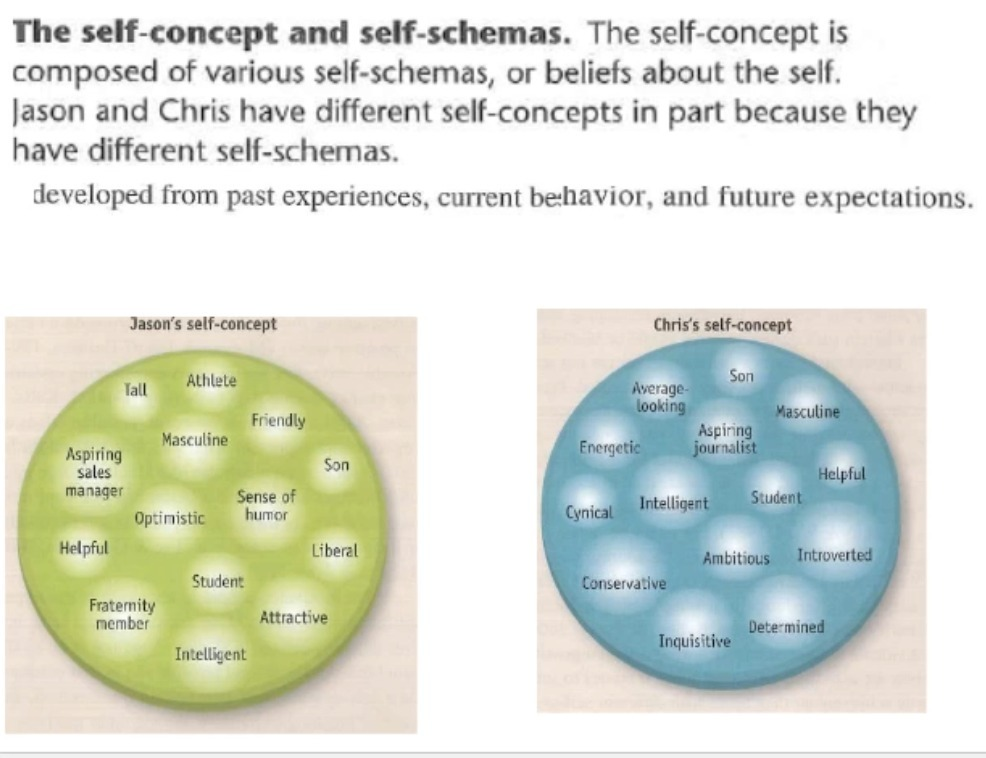 The self-concept and self-schemas. The self-concept is
composed of various self-schemas, or beliefs about the self.
Jason and Chris have different self-concepts in part because they
have different self-schemas.
developed from past experiences, current behavior, and future expectations.
Jason's self-concept
Tall
Athlete
Friendly
Masculine
Aspiring
sales
manager
Son
Sense of
humor
Optimistic
Helpful
Liberal
Student
Fraternity
member
Attractive
Intelligent
Chris's self-concept
Son
Average-
looking
Masculine
Aspiring
journalist
Energetic
Helpful
Student
Intelligent
Cynical
Ambitious
Introverted
Conservative
Determined
Inquisitive